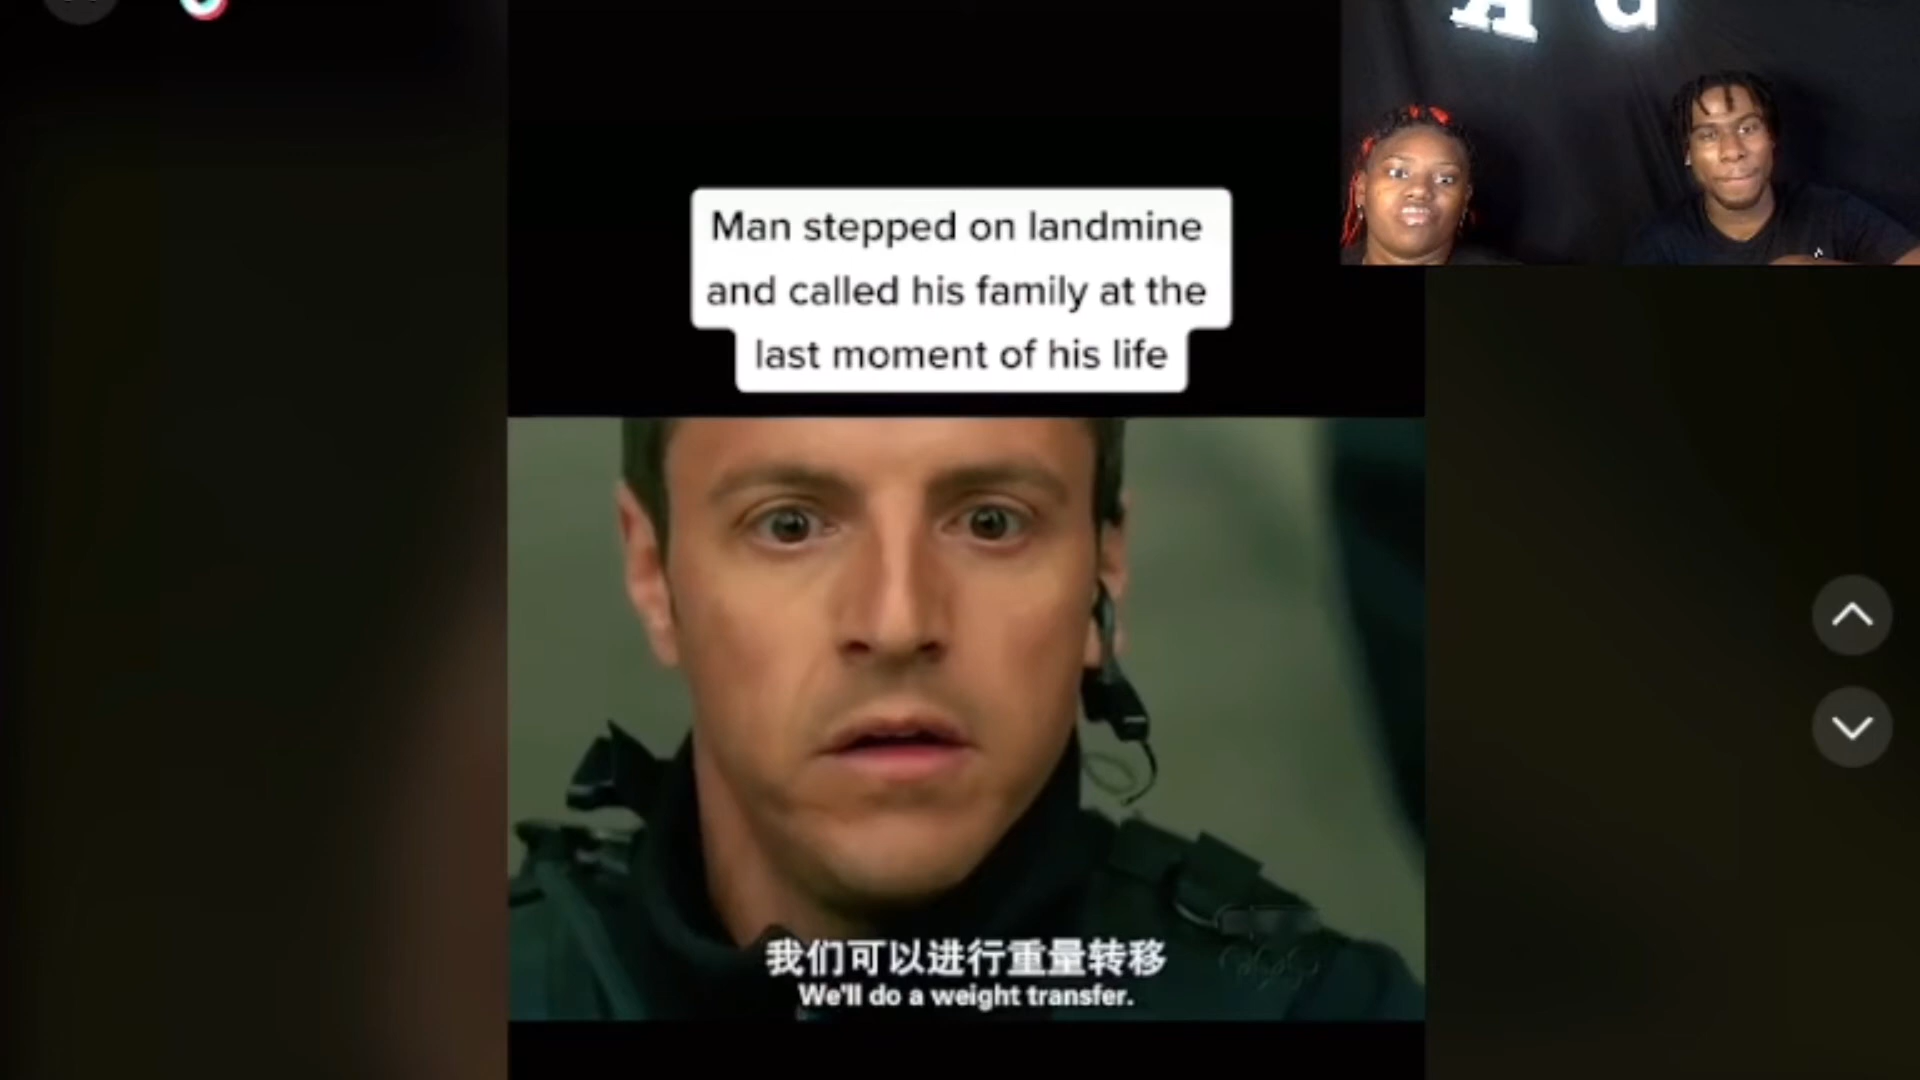 Man stepped on landmine
and called his family at the
last moment of his life
我们可以进行重量转移
We'll do a weight transfer.